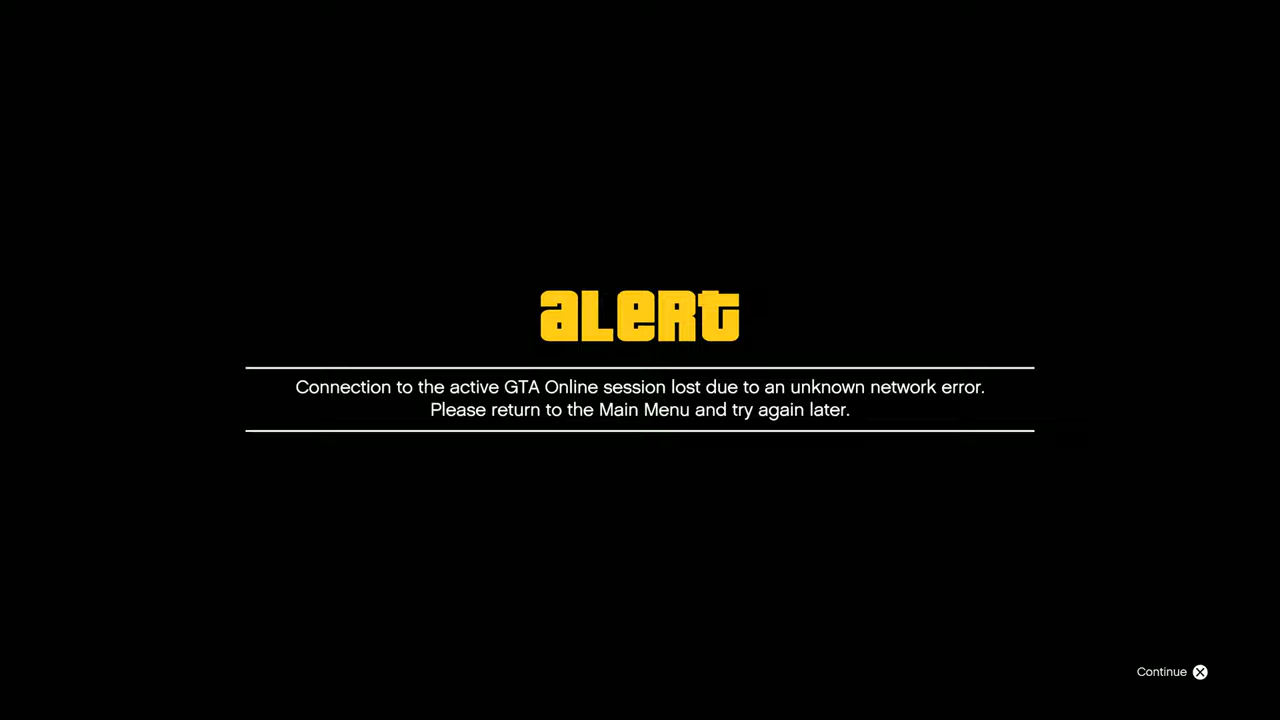 aLeRt
Connection to the active GTA Online session lost due to an unknown network error.
Please return to the Main Menu and try again later.
Continue